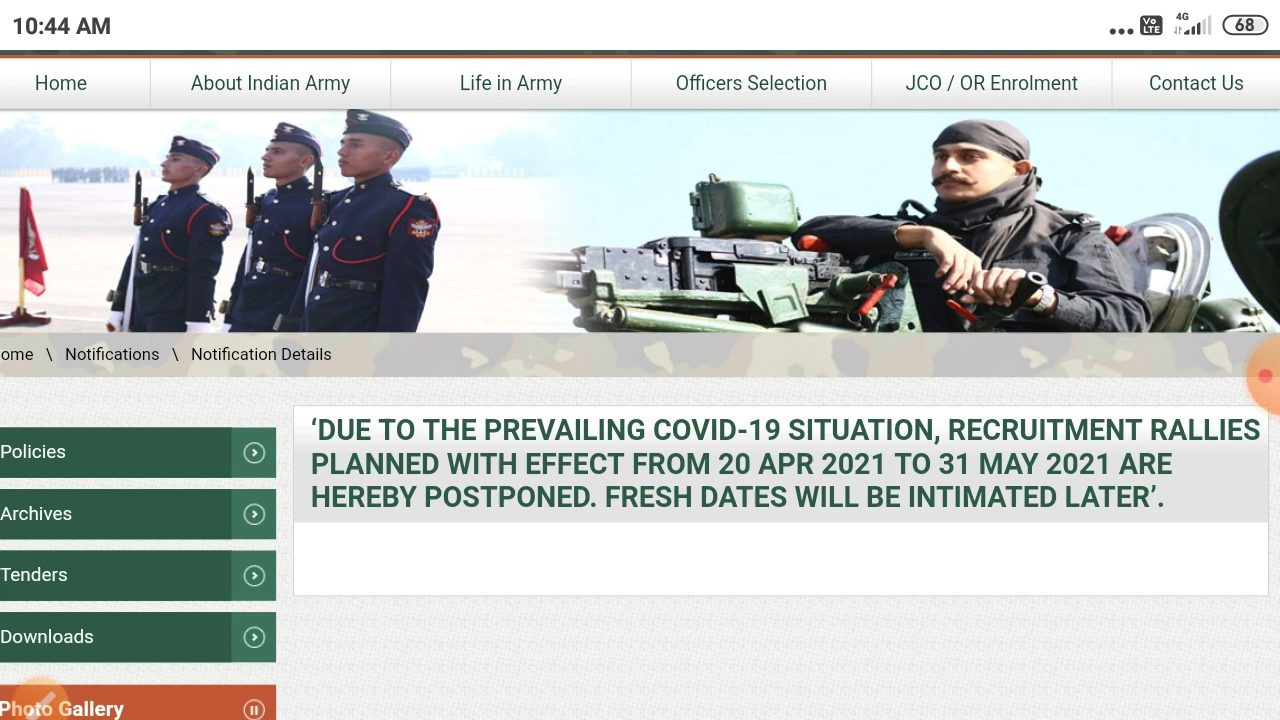 10:44 AM
Vo LTE 4G 68
Home About Indian Army Life in Army Officers Selection JCO / OR Enrolment Contact Us
ome \ Notifications \ Notification Details
‘DUE TO THE PREVAILING COVID-19 SITUATION, RECRUITMENT RALLIES
PLANNED WITH EFFECT FROM 20 APR 2021 TO 31 MAY 2021 ARE
HEREBY POSTPONED. FRESH DATES WILL BE INTIMATED LATER’.
Policies
Archives
Tenders
Downloads
Photo Gallery